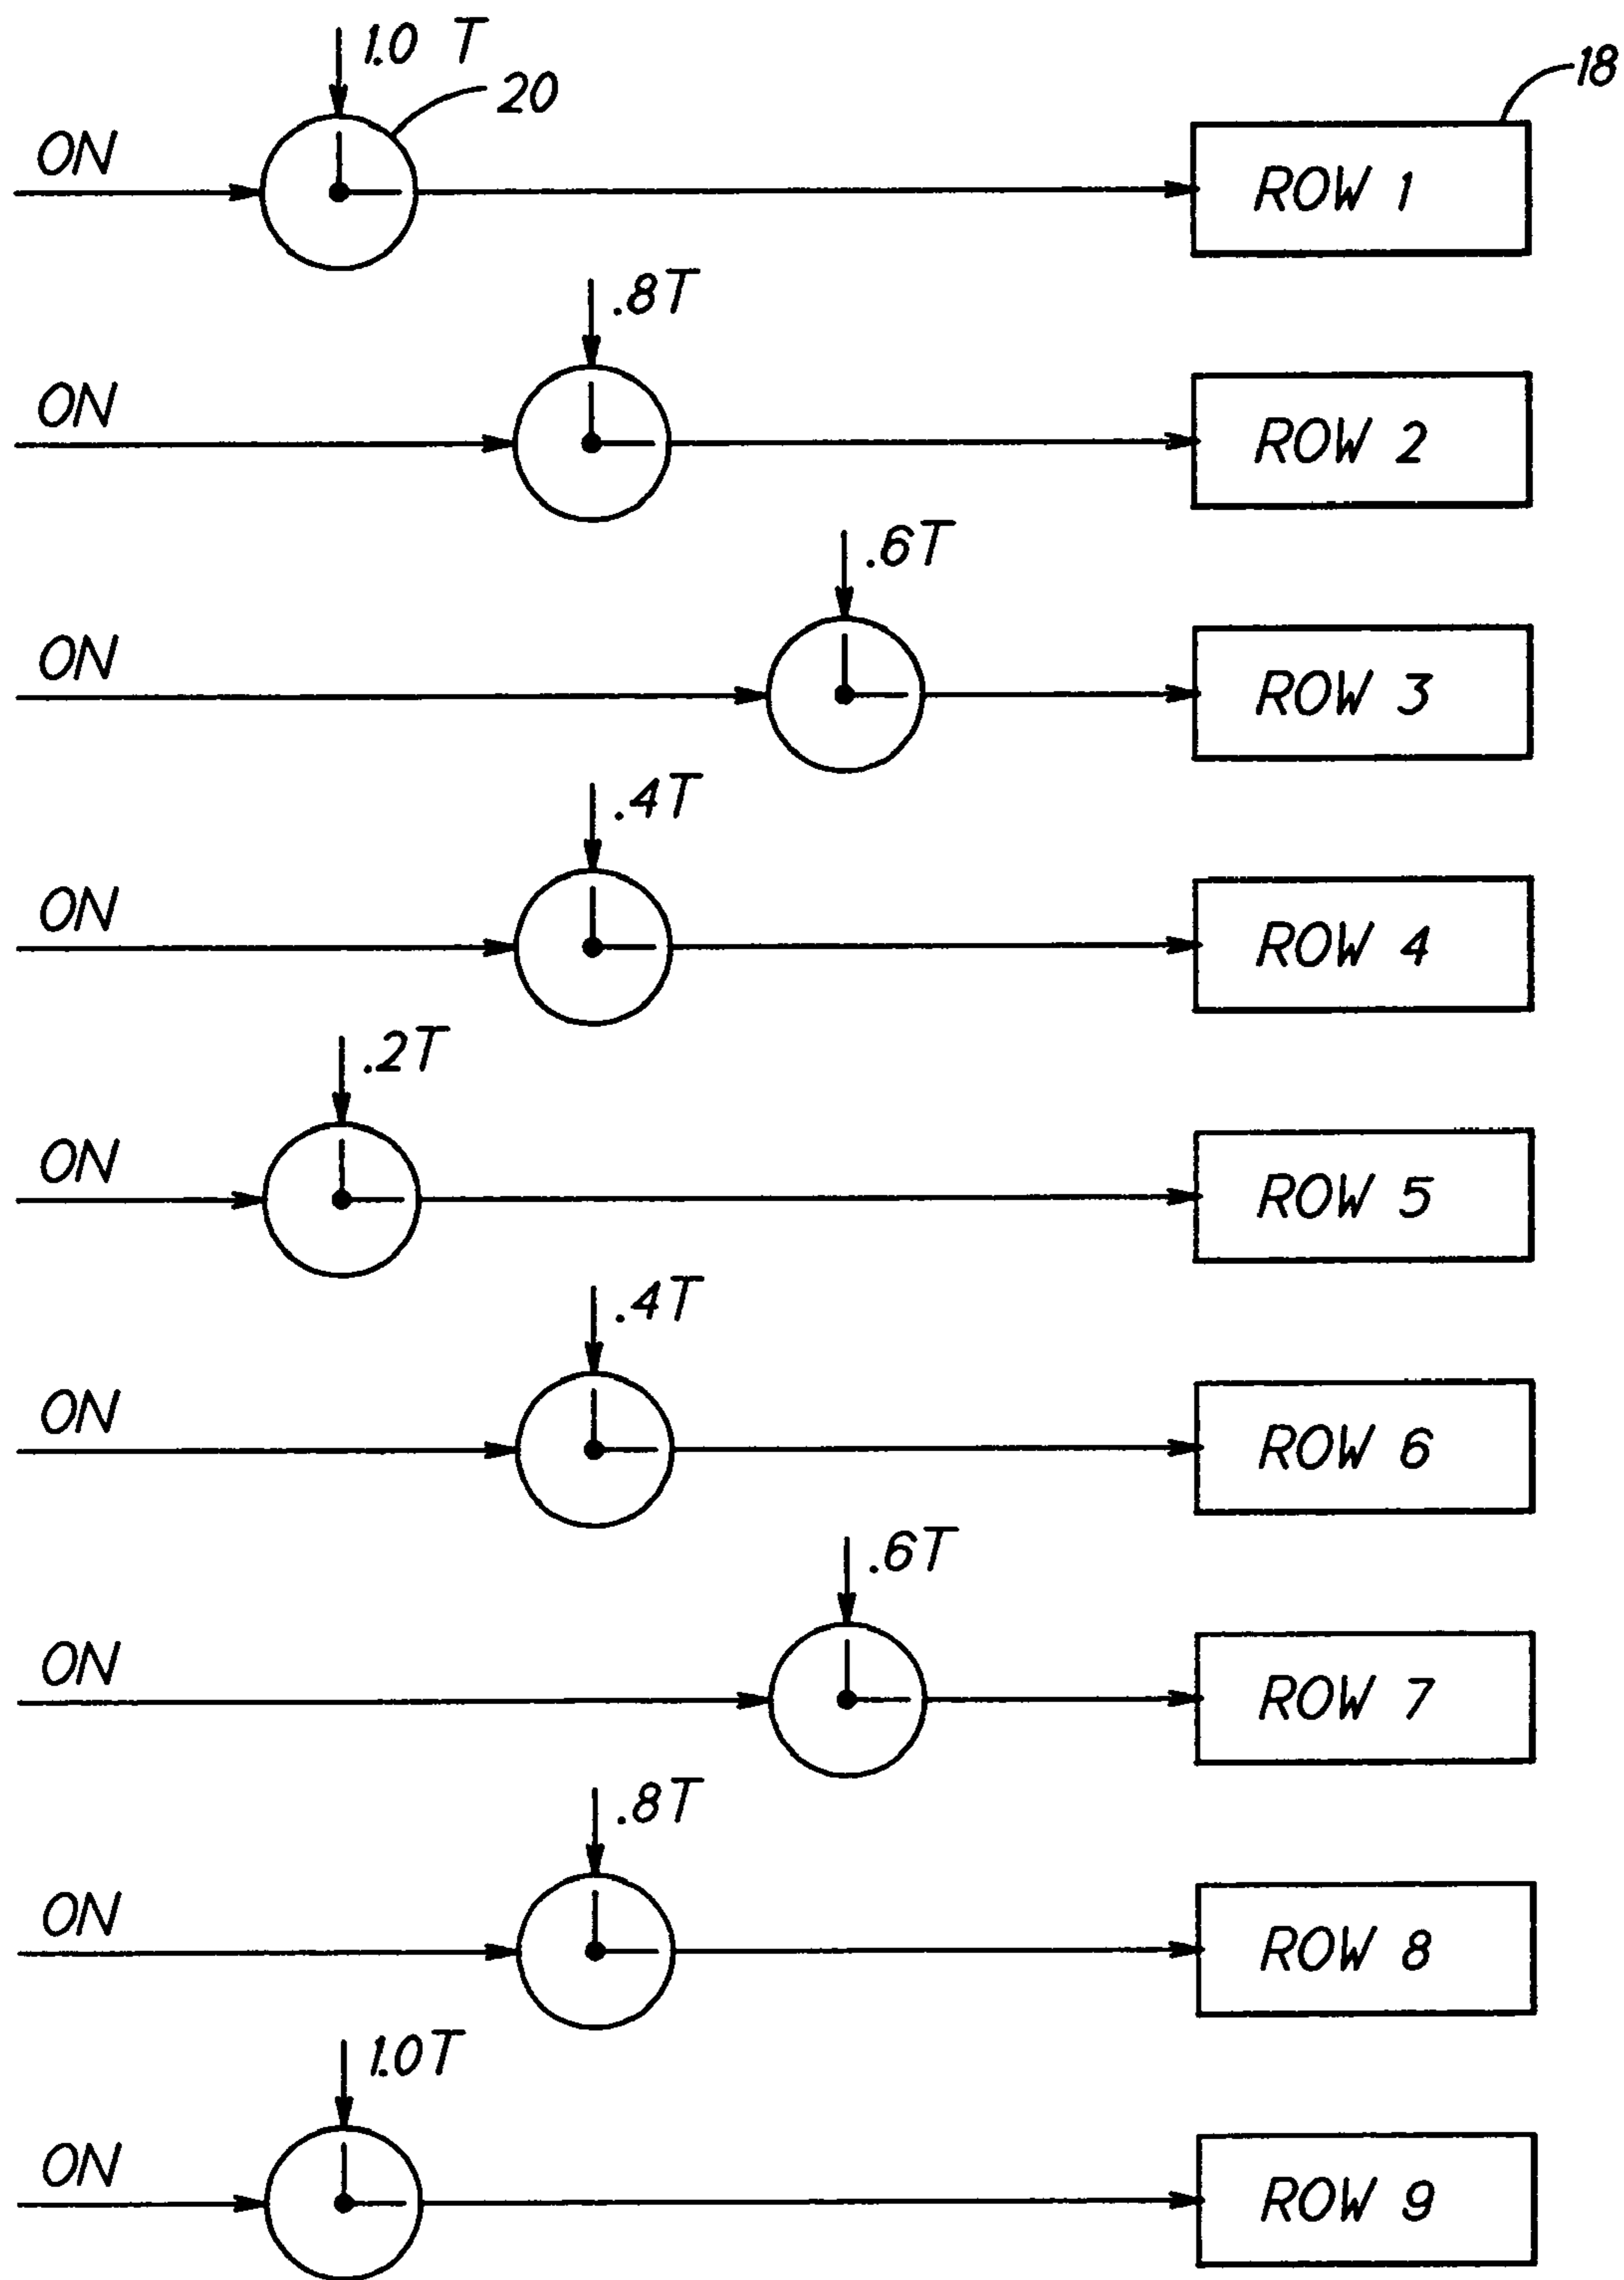 1.0 T
20
18
ON
ROW 1
.8T
ON
ROW 2
.6T
ON
ROW 3
.4T
ON
ROW 4
.2T
ON
ROW 5
.4T
ON
ROW 6
.6T
ON
ROW 7
.8T
ON
ROW 8
1.0T
ON
ROW 9